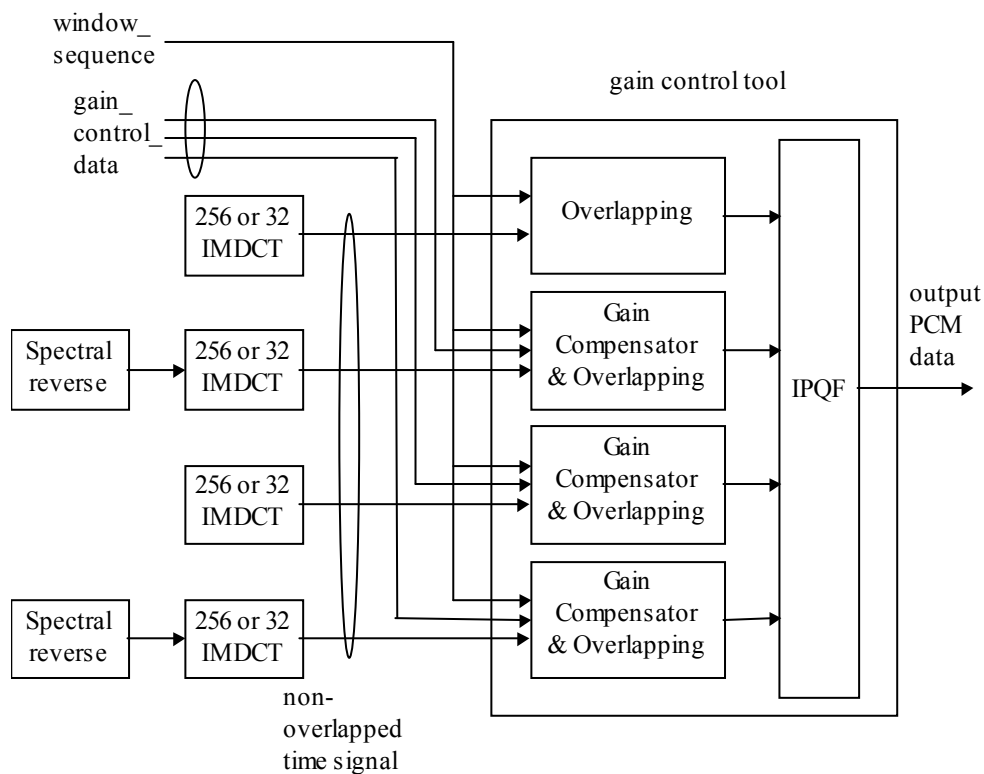 window_
sequence
gain control tool
gain_
control_
data
256 or 32
IMDCT
Overlapping
Spectral
reverse
256 or 32
IMDCT
Gain
Compensator
& Overlapping
256 or 32
IMDCT
Gain
Compensator
& Overlapping
Spectral
reverse
256 or 32
IMDCT
Gain
Compensator
& Overlapping
IPQF
output
PCM
data
non-
overlapped
time signal